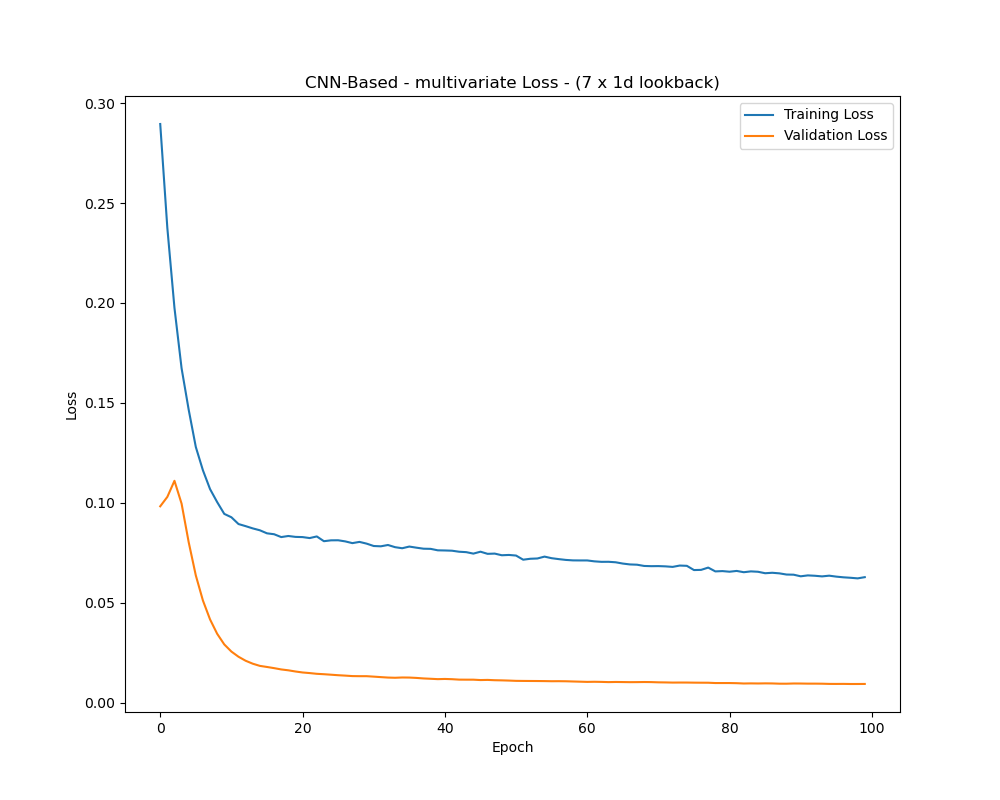 CNN-Based - multivariate Loss - (7 x 1d lookback)
Training Loss
Validation Loss
0.30
0.25
0.20
0.15
0.10
0.05
0.00
Loss
0 20 40 60 80 100
Epoch